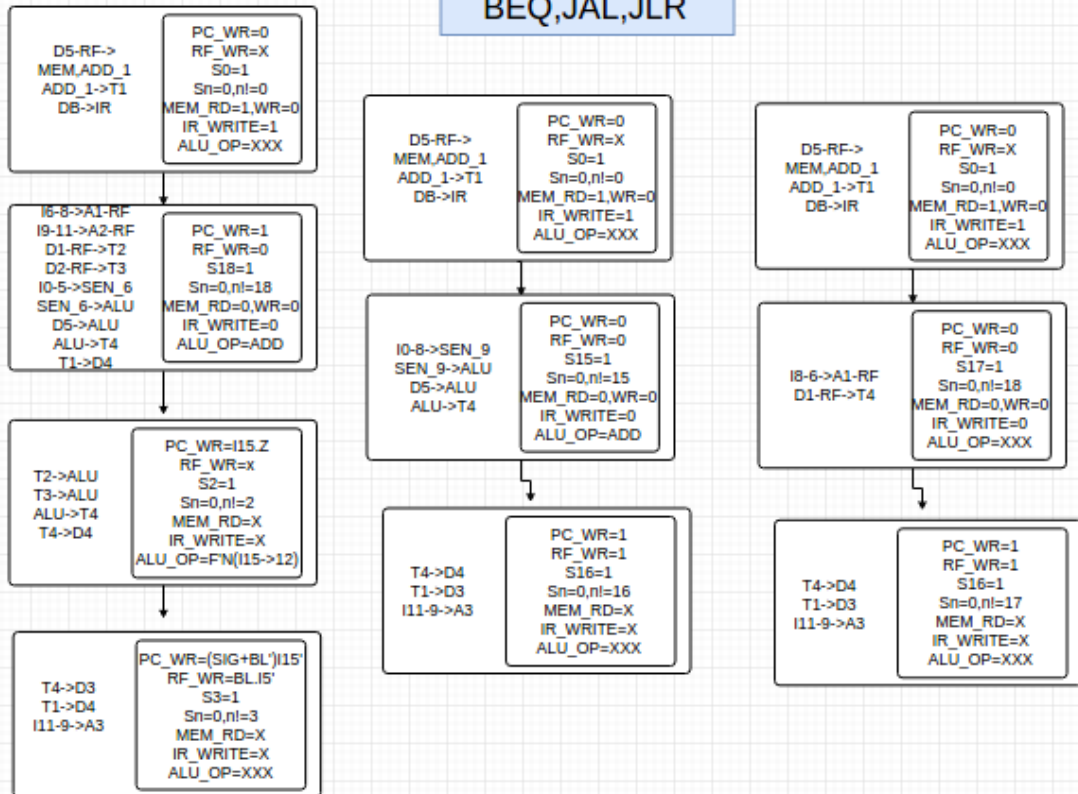 BEQ,JAL,JLR
D5-RF->
MEM,ADD_1
ADD_1->T1
DB->IR
PC_WR=0
RF_WR=X
S0=1
Sn=0,n!=0
MEM_RD=1,WR=0
IR_WRITE=1
ALU_OP=XXX
I6-8->A1-RF
I9-11->A2-RF
D1-RF->T2
D2-RF->T3
I0-5->SEN_6
SEN_6->ALU
D5->ALU
ALU->T4
T1->D4
PC_WR=1
RF_WR=0
S18=1
Sn=0,n!=18
MEM_RD=0,WR=0
IR_WRITE=0
ALU_OP=ADD
T2->ALU
T3->ALU
ALU->T4
T4->D4
PC_WR=I15.Z
RF_WR=x
S2=1
Sn=0,n!=2
MEM_RD=X
IR_WRITE=X
ALU_OP=F'N(I15->12)
T4->D3
T1->D4
I11-9->A3
PC_WR=(SIG+BL')I15'
RF_WR=BL.I5'
S3=1
Sn=0,n!=3
MEM_RD=X
IR_WRITE=X
ALU_OP=XXX
D5-RF->
MEM,ADD_1
ADD_1->T1
DB->IR
PC_WR=0
RF_WR=X
S0=1
Sn=0,n!=0
MEM_RD=1,WR=0
IR_WRITE=1
ALU_OP=XXX
I0-8->SEN_9
SEN_9->ALU
D5->ALU
ALU->T4
PC_WR=0
RF_WR=0
S15=1
Sn=0,n!=15
MEM_RD=0,WR=0
IR_WRITE=0
ALU_OP=ADD
T4->D4
T1->D3
I11-9->A3
PC_WR=1
RF_WR=1
S16=1
Sn=0,n!=16
MEM_RD=X
IR_WRITE=X
ALU_OP=XXX
D5-RF->
MEM,ADD_1
ADD_1->T1
DB->IR
PC_WR=0
RF_WR=X
S0=1
Sn=0,n!=0
MEM_RD=1,WR=0
IR_WRITE=1
ALU_OP=XXX
I8-6->A1-RF
D1-RF->T4
PC_WR=0
RF_WR=0
S17=1
Sn=0,n!=18
MEM_RD=0,WR=0
IR_WRITE=0
ALU_OP=XXX
T4->D4
T1->D3
I11-9->A3
PC_WR=1
RF_WR=1
S16=1
Sn=0,n!=17
MEM_RD=X
IR_WRITE=X
ALU_OP=XXX